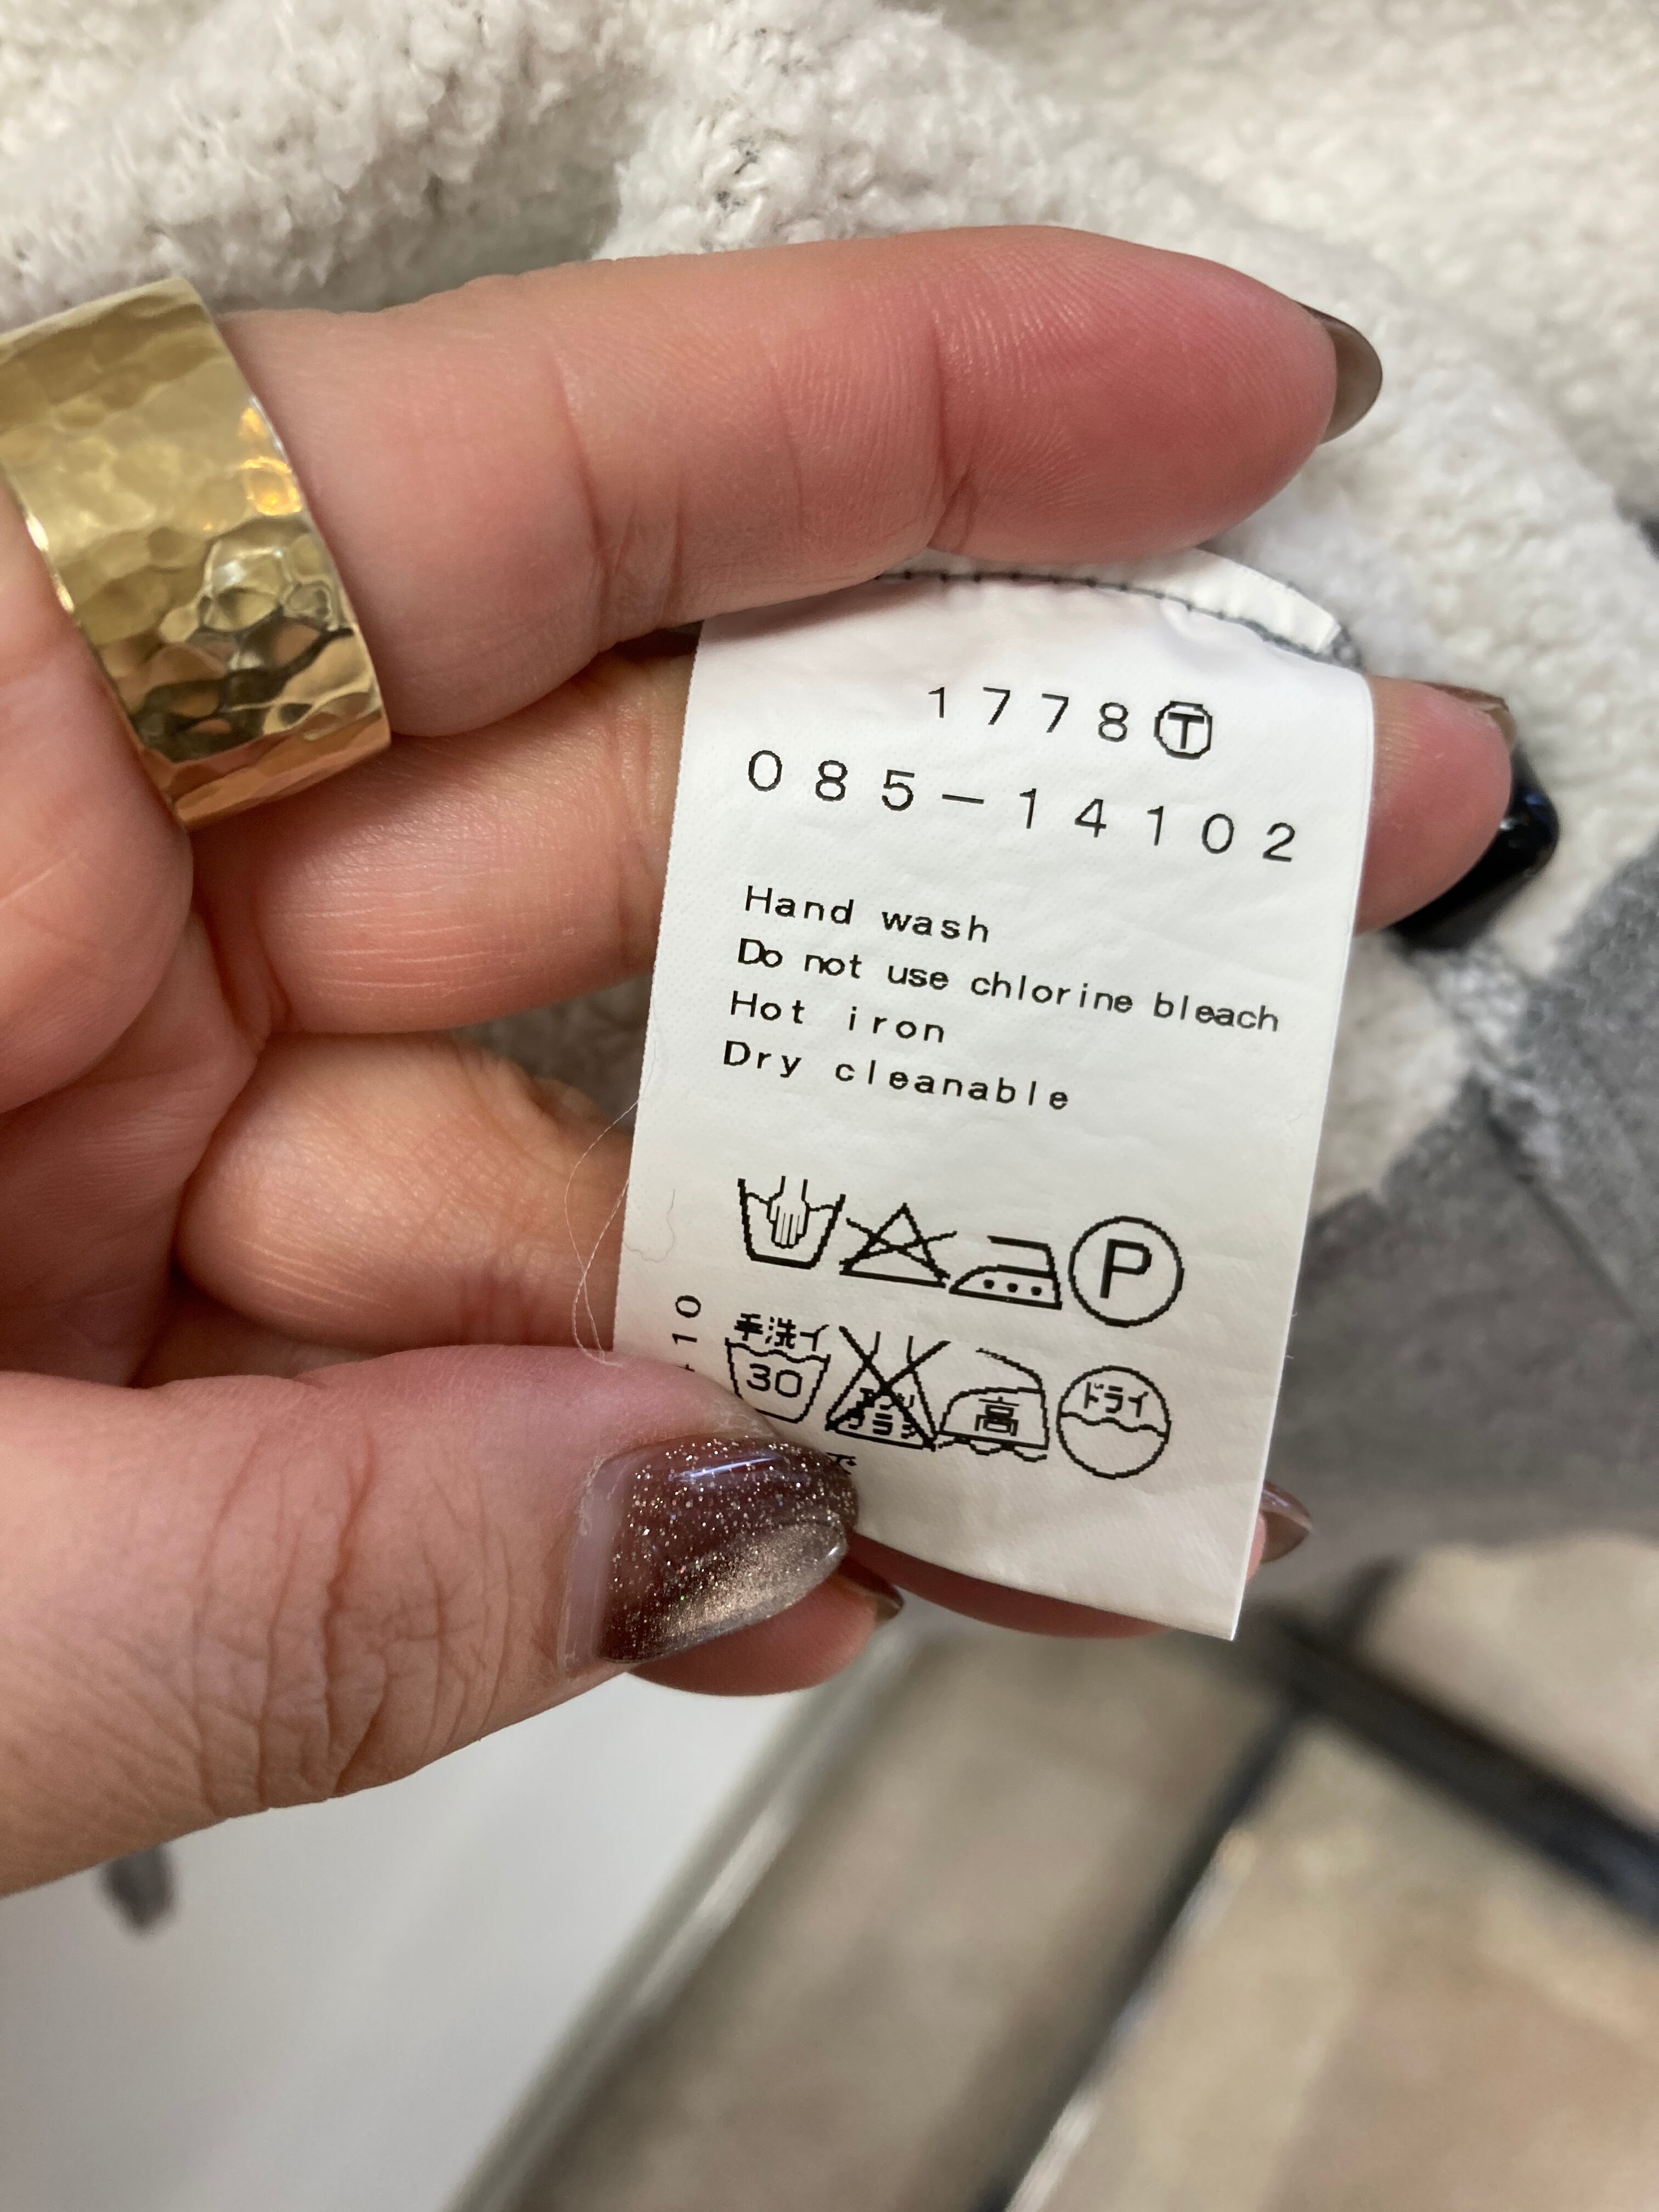 1778Ⓣ
085-14102
Hand wash
Do not use chlorine bleach
Hot iron
Dry cleanable
P
手洗イ
30
高
ドライ
01